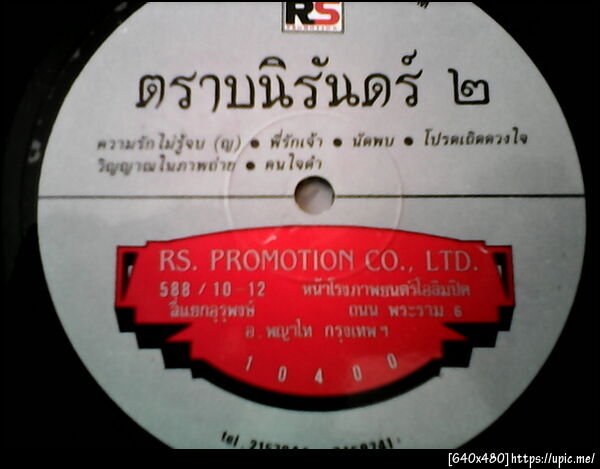 RS
PROMOTION
ตราบนิรันดร์ ๒
ความรักไม่รู้จบ (ญ) • พี่รักเจ้า • นัดพบ • โปรดเถิดดวงใจ
วิญญาณในภาพถ่าย • คนใจดำ
RS. PROMOTION CO., LTD.
588 / 10-12 หน้าโรงภาพยนตร์โอลิมปิค
สี่แยกอุรุพงษ์ ถนน พระราม 6
อ. พญาไท กรุงเทพฯ
10400
tel.
[640x480]https://upic.me/